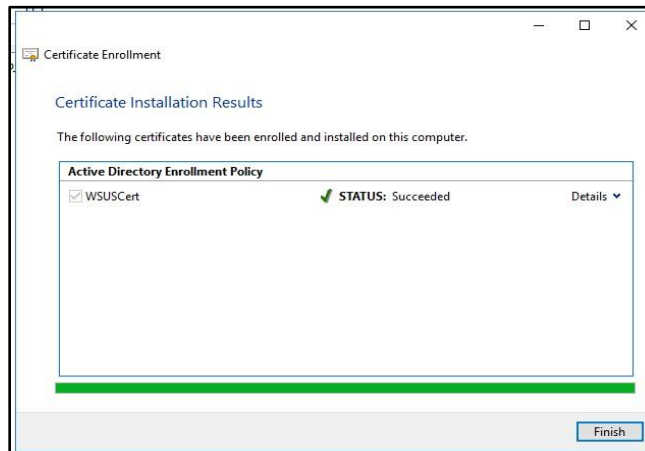 Certificate Enrollment
Certificate Installation Results
The following certificates have been enrolled and installed on this computer.
Active Directory Enrollment Policy
WSUSCert STATUS: Succeeded Details
Finish